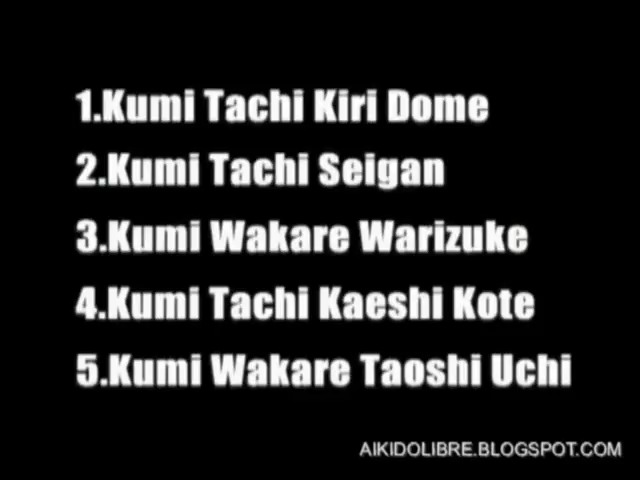 1.Kumi Tachi Kiri Dome
2.Kumi Tachi Seigan
3.Kumi Wakare Warizuke
4.Kumi Tachi Kaeshi Kote
5.Kumi Wakare Taoshi Uchi
AIKIDOLIBRE.BLOGSPOT.COM